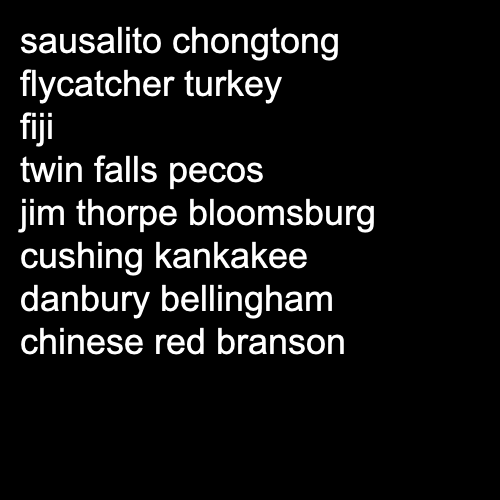 sausalito chongtong
flycatcher turkey
fiji
twin falls pecos
jim thorpe bloomsburg
cushing kankakee
danbury bellingham
chinese red branson